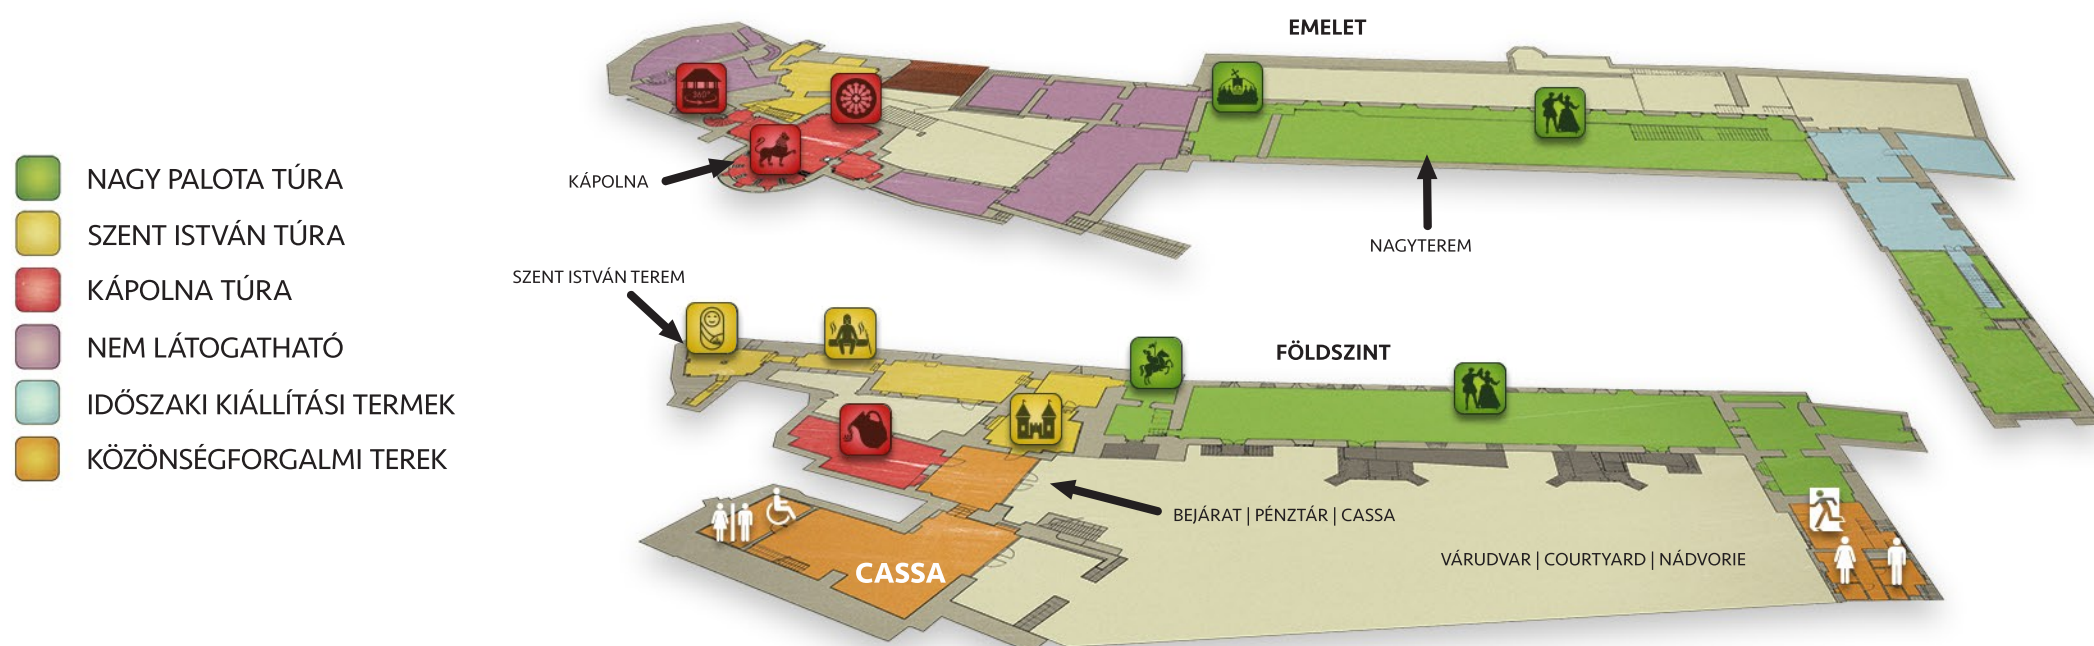 EMELET
NAGY PALOTA TÚRA
SZENT ISTVÁN TÚRA
KÁPOLNA TÚRA
NEM LÁTOGATHATÓ
IDŐSZAKI KIÁLLÍTÁSI TERMEK
KÖZÖNSÉGFORGALMI TEREK
360°
KÁPOLNA
NAGYTEREM
SZENT ISTVÁN TEREM
FÖLDSZINT
BEJÁRAT | PÉNZTÁR | CASSA
VÁRUDVAR | COURTYARD | NÁDVORIE
CASSA